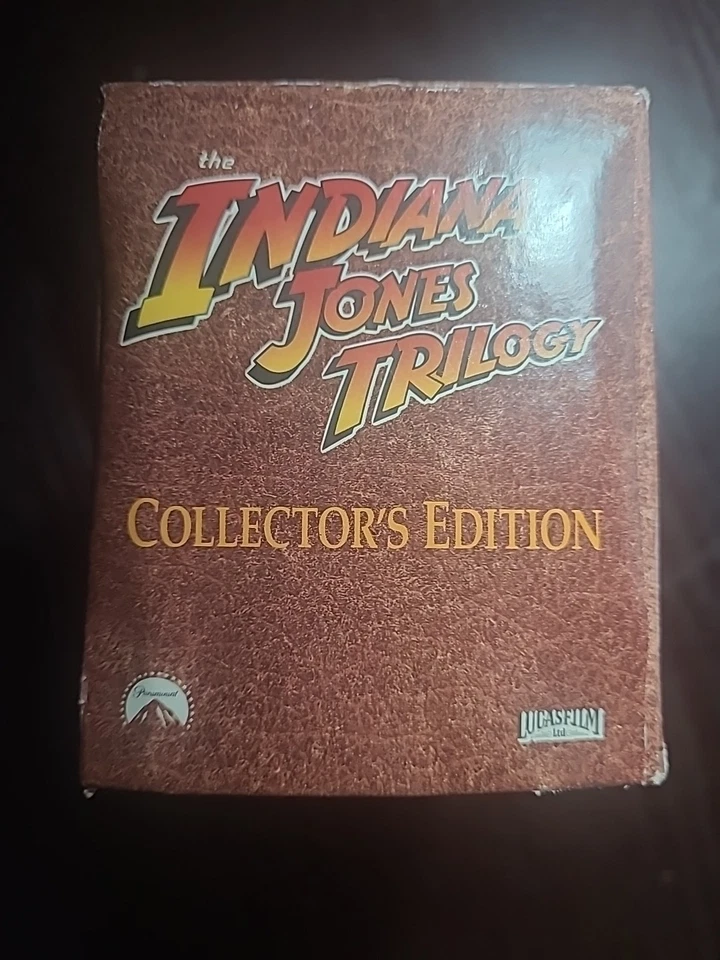 the
INDIANA
JONES
TRILOGY
COLLECTOR'S EDITION
Paramount
LUCASFILM
Ltd